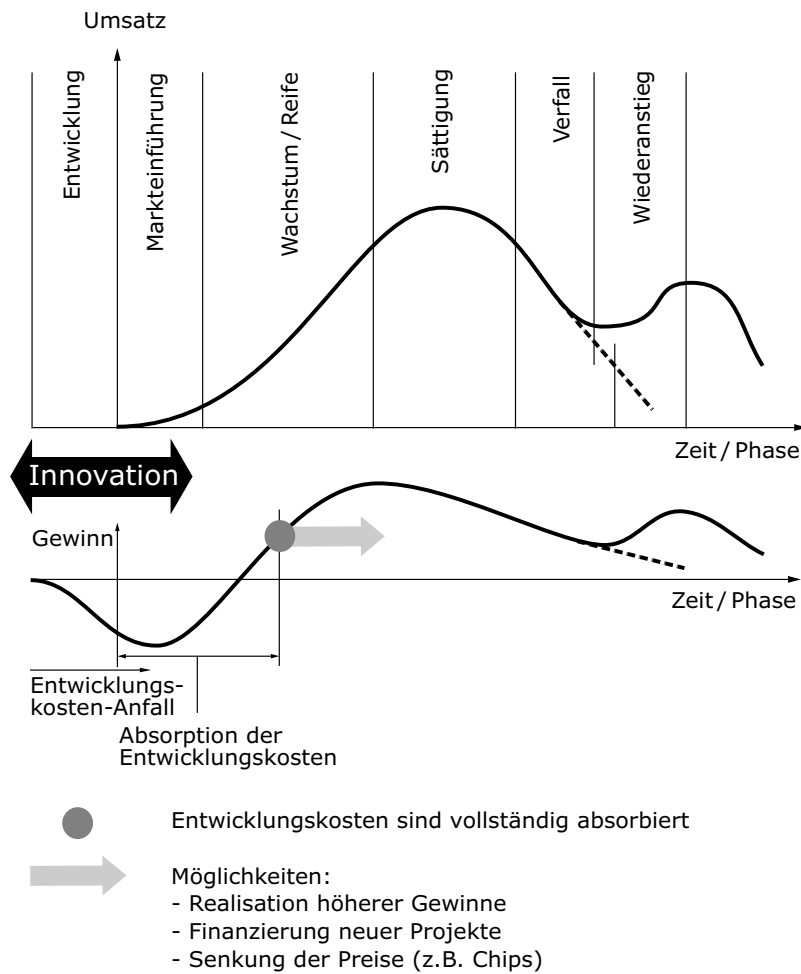 Umsatz
Entwicklung
Markteinführung
Wachstum / Reife
Sättigung
Verfall
Wiederanstieg
Zeit / Phase
Innovation
Gewinn
Zeit / Phase
Entwicklungs-
kosten-Anfall
Absorption der
Entwicklungskosten
Entwicklungskosten sind vollständig absorbiert
Möglichkeiten:
- Realisation höherer Gewinne
- Finanzierung neuer Projekte
- Senkung der Preise (z.B. Chips)